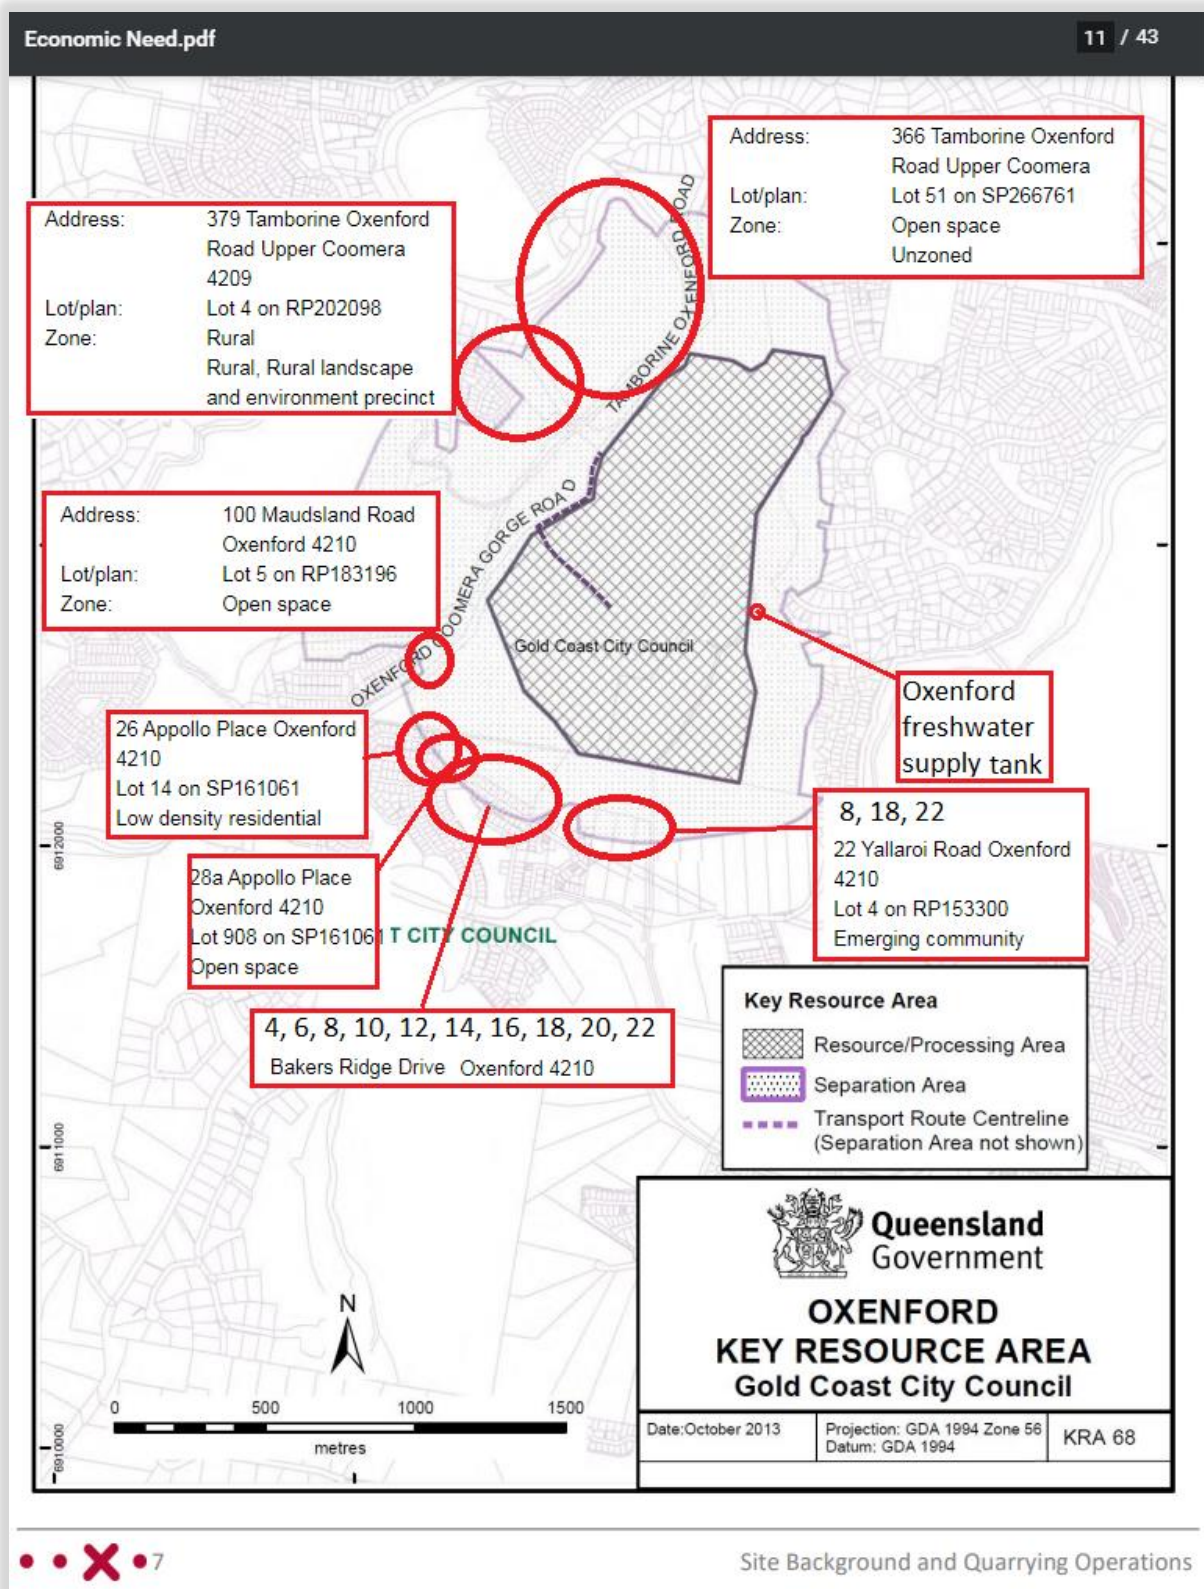 Economic Need.pdf
11 / 43
Address: 366 Tamborine Oxenford
Road Upper Coomera
Lot/plan: Lot 51 on SP266761
Zone: Open space
Unzoned
Address: 379 Tamborine Oxenford
Road Upper Coomera
4209
Lot/plan: Lot 4 on RP202098
Zone: Rural
Rural, Rural landscape
and environment precinct
TAMBORINE OXENFORD ROAD
Address: 100 Maudsland Road
Oxenford 4210
Lot/plan: Lot 5 on RP183196
Zone: Open space
OXENFORD COOMERA GORGE ROAD
Gold Coast City Council
Oxenford
freshwater
supply tank
26 Appollo Place Oxenford
4210
Lot 14 on SP161061
Low density residential
8, 18, 22
22 Yallaroi Road Oxenford
4210
Lot 4 on RP153300
Emerging community
6912000
28a Appollo Place
Oxenford 4210
Lot 908 on SP161061
Open space
T CITY COUNCIL
4, 6, 8, 10, 12, 14, 16, 18, 20, 22
Bakers Ridge Drive Oxenford 4210
Key Resource Area
Resource/Processing Area
Separation Area
Transport Route Centreline
(Separation Area not shown)
6911000
Queensland
Government
OXENFORD
KEY RESOURCE AREA
Gold Coast City Council
N
0 500 1000 1500
metres
Date:October 2013
Projection: GDA 1994 Zone 56
Datum: GDA 1994
KRA 68
6910000
7
Site Background and Quarrying Operations